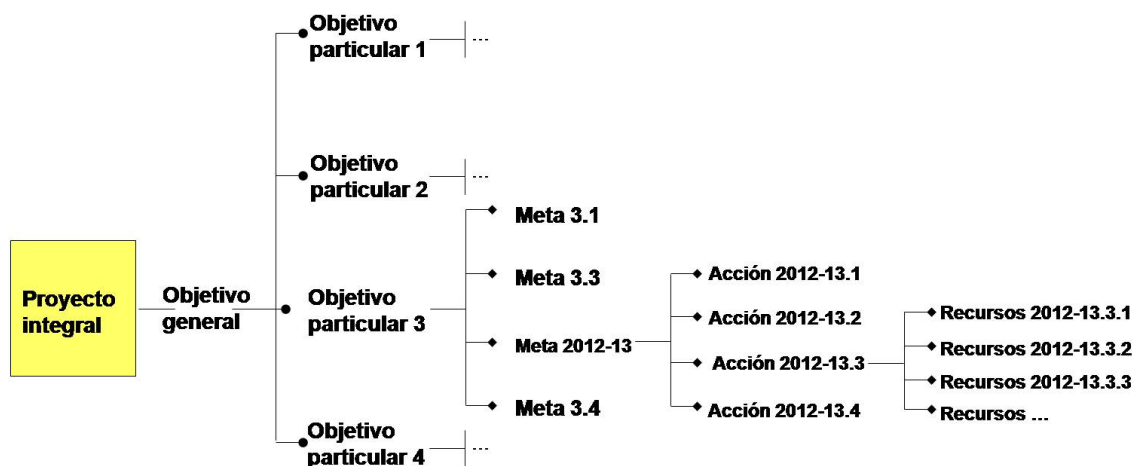 Proyecto
integral
Objetivo
general
Objetivo
particular 1
...
Objetivo
particular 2
...
Objetivo
particular 3
Meta 3.1
Meta 3.3
Meta 2012-13
Meta 3.4
Acción 2012-13.1
Acción 2012-13.2
Acción 2012-13.3
Acción 2012-13.4
Recursos 2012-13.3.1
Recursos 2012-13.3.2
Recursos 2012-13.3.3
Recursos ...
Objetivo
particular 4
...